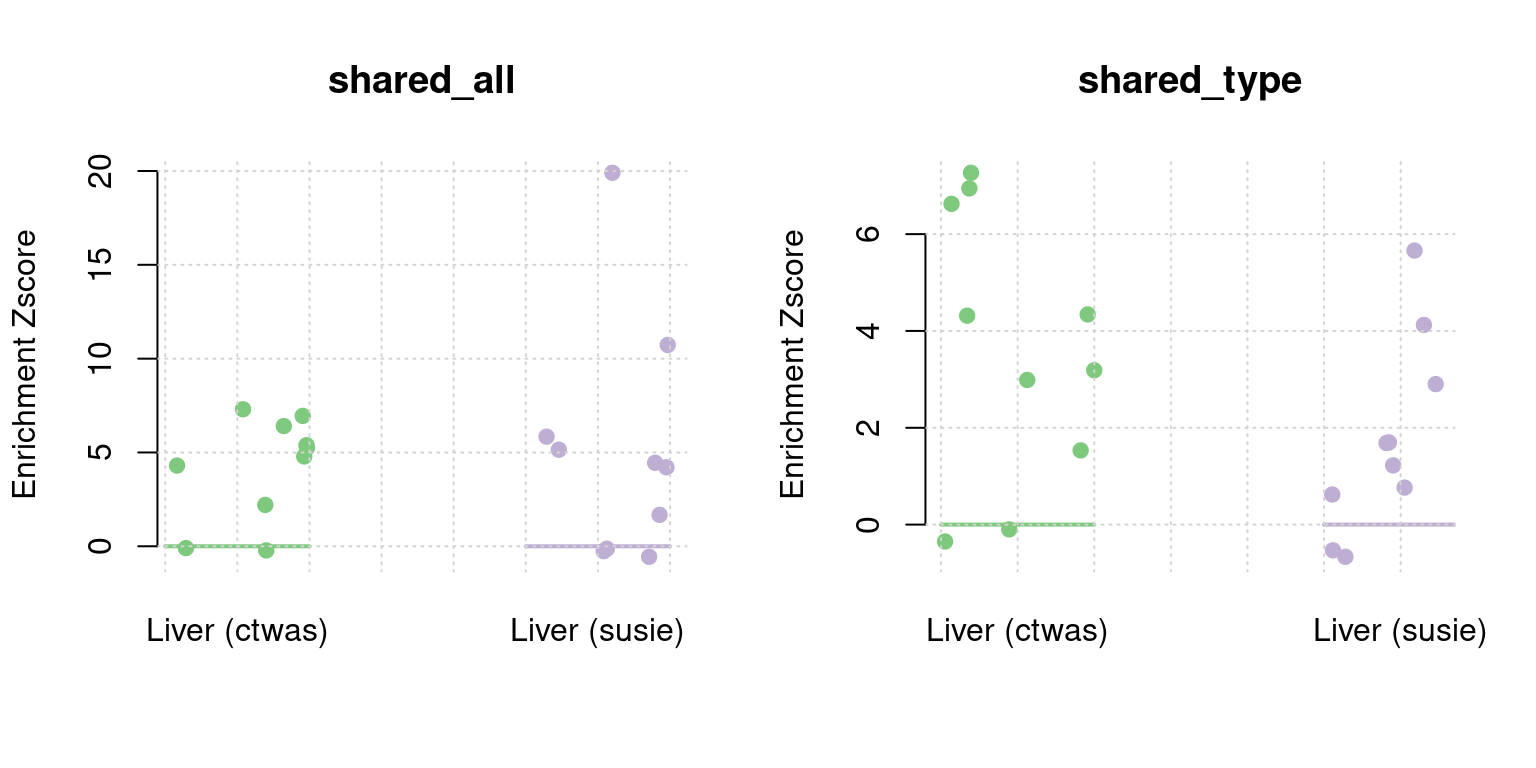 shared_all
Enrichment Zscore
20
15
10
5
0
Liver (ctwas)
Liver (susie)
shared_type
Enrichment Zscore
6
4
2
0
Liver (ctwas)
Liver (susie)